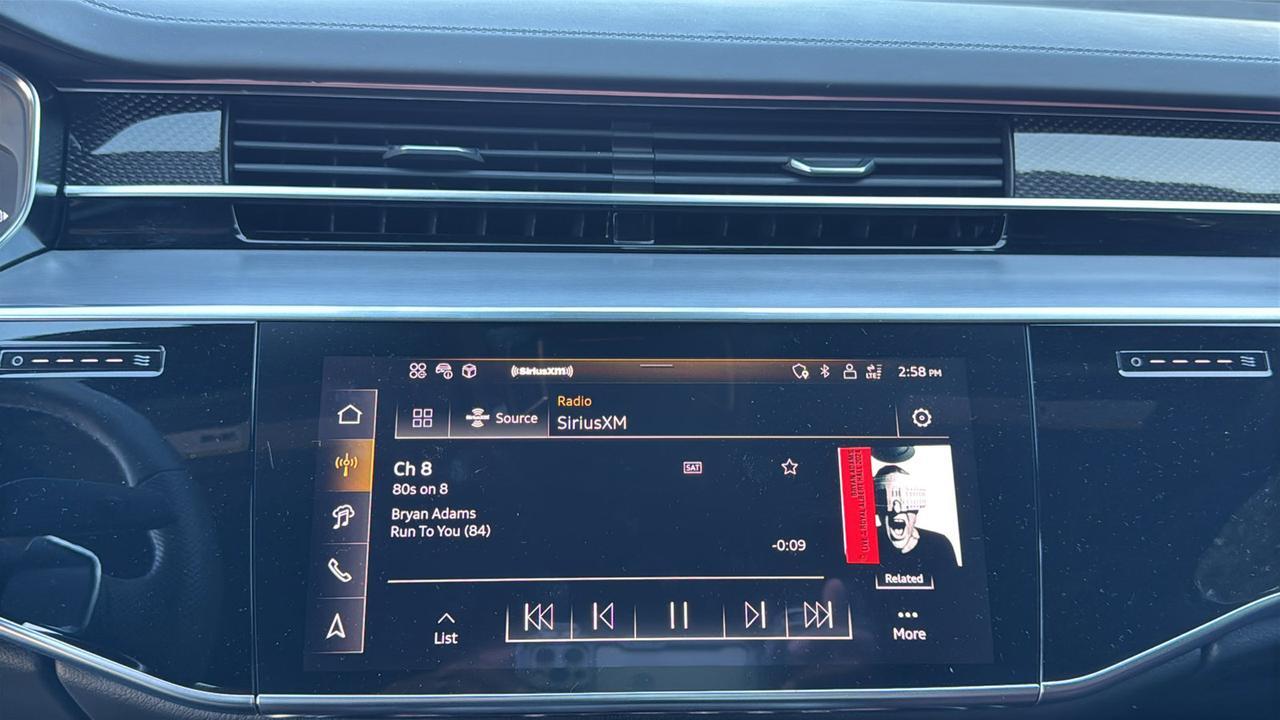 ((SiriusXM))
LTE
2:58 PM
Source
Radio
SiriusXM
Ch 8
SAT
80s on 8
Bryan Adams
Run To You (84)
-0:09
Related
List
More